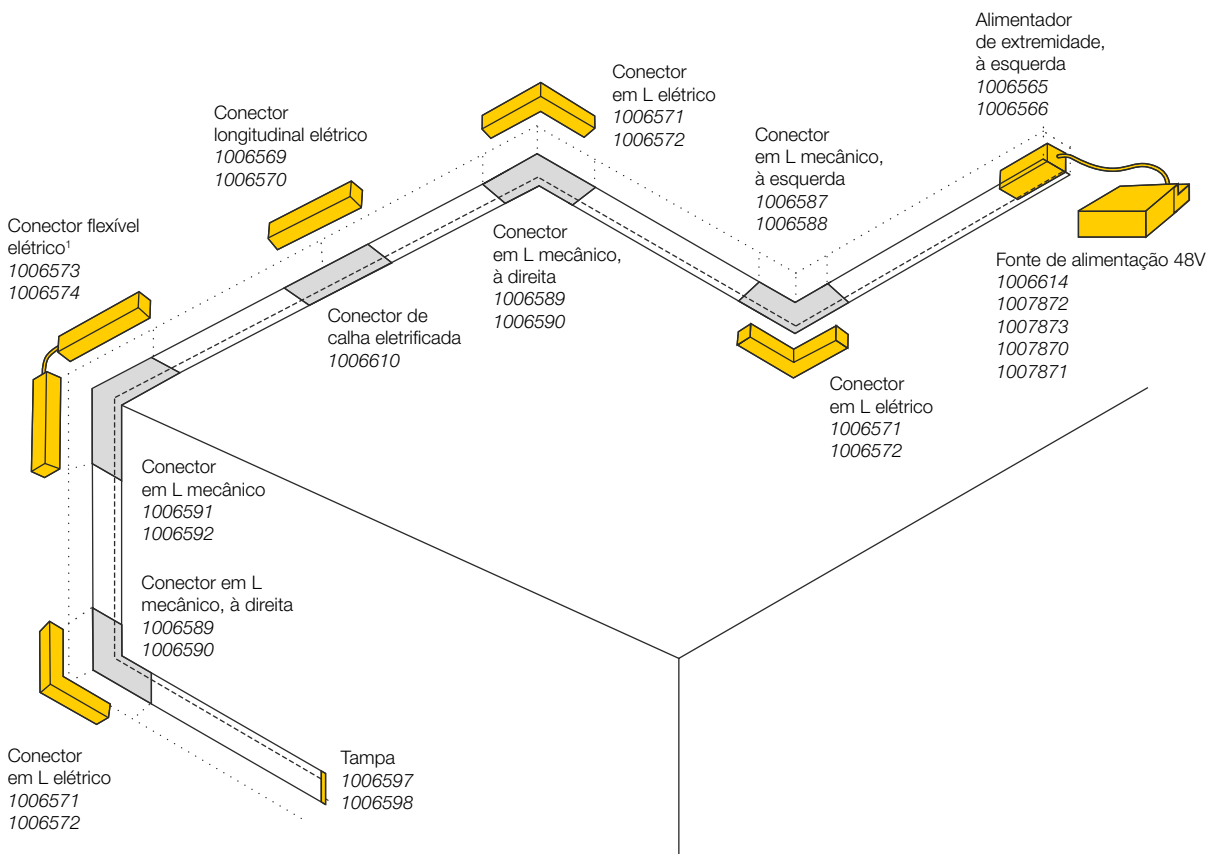 Alimentador
de extremidade,
à esquerda
1006565
1006566
Conector
em L elétrico
1006571
1006572
Conector
longitudinal elétrico
1006569
1006570
Conector
em L mecânico,
à esquerda
1006587
1006588
Conector flexível
elétrico¹
1006573
1006574
Conector
em L mecânico,
à direita
1006589
1006590
Fonte de alimentação 48V
1006614
1007872
1007873
1007870
1007871
Conector de
calha eletrificada
1006610
Conector
em L elétrico
1006571
1006572
Conector
em L mecânico
1006591
1006592
Conector em L
mecânico, à direita
1006589
1006590
Conector
em L elétrico
1006571
1006572
Tampa
1006597
1006598